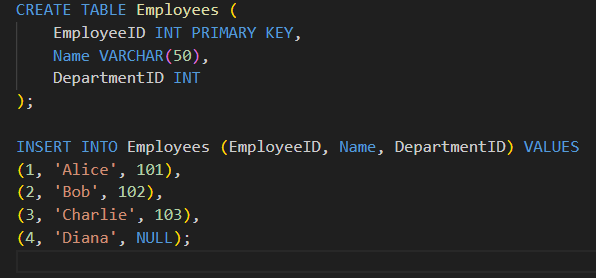 CREATE TABLE Employees (
    EmployeeID INT PRIMARY KEY,
    Name VARCHAR(50),
    DepartmentID INT
);

INSERT INTO Employees (EmployeeID, Name, DepartmentID) VALUES
(1, 'Alice', 101),
(2, 'Bob', 102),
(3, 'Charlie', 103),
(4, 'Diana', NULL);